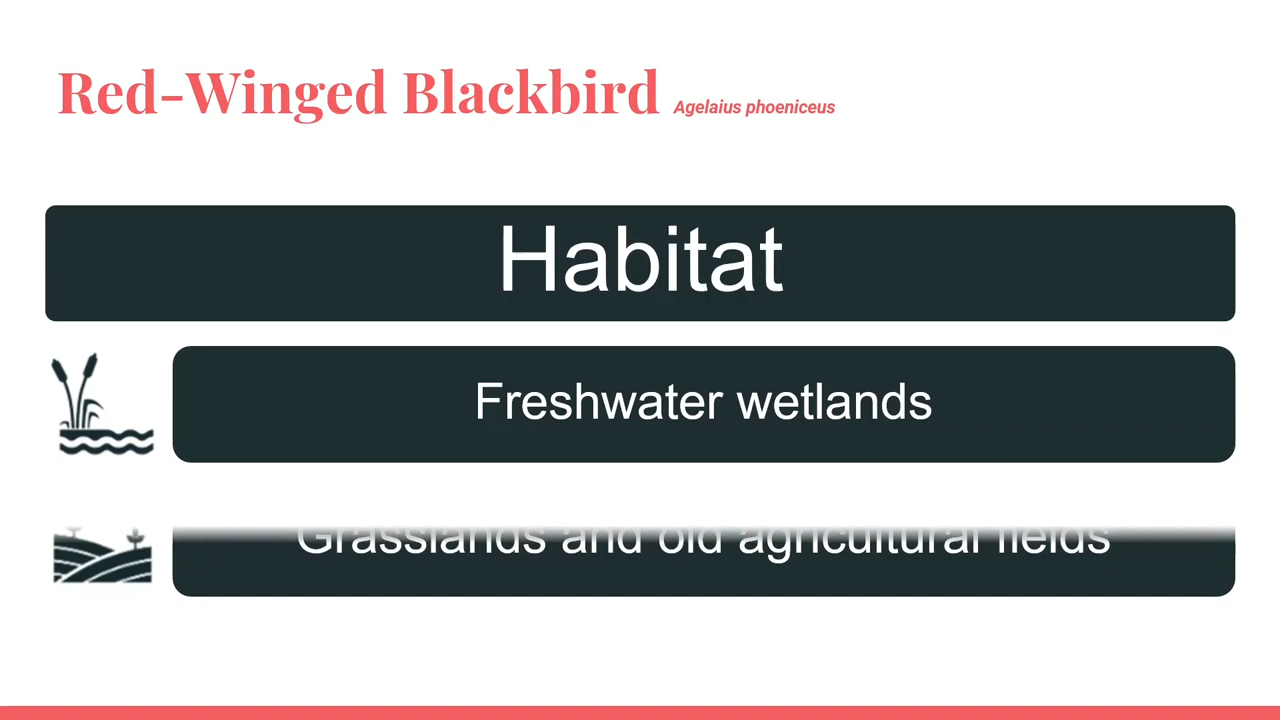 Red-Winged Blackbird Agelaius phoeniceus
Habitat
Freshwater wetlands
Grasslands and old agricultural fields